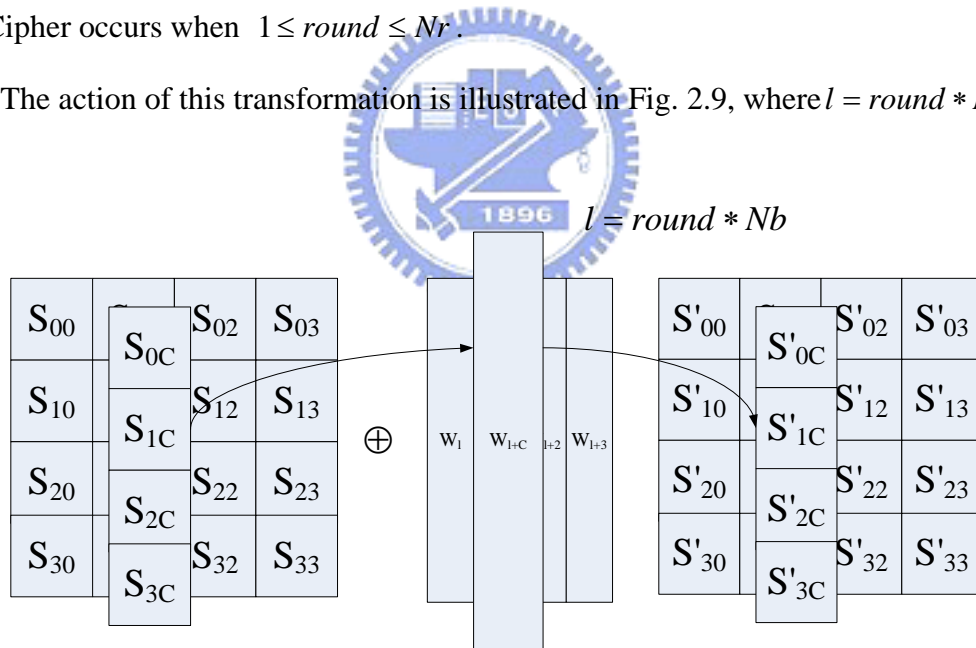 Cipher occurs when 1 ≤ round ≤ Nr.
The action of this transformation is illustrated in Fig. 2.9, where l = round *
1896
l = round * Nb
S00 S02 S03 S'00 S'02 S'03
S0C S'0C
S10 S12 S13 S'10 S'12 S'13
S1C ⊕ Wl Wl+C l+2 Wl+3 S'1C
S20 S22 S23 S'20 S'22 S'23
S2C S'2C
S30 S32 S33 S'30 S'32 S'33
S3C S'3C